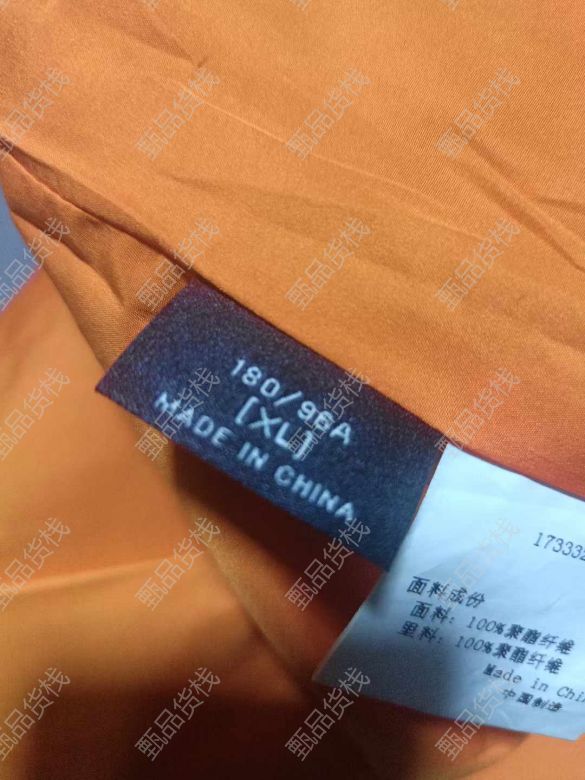 180/96A
[XL]
MADE IN CHINA
17333
面料成份
面料: 100%聚酯纤维
里料: 100%聚酯纤维
Made in Chi
中国制造
甄品货栈